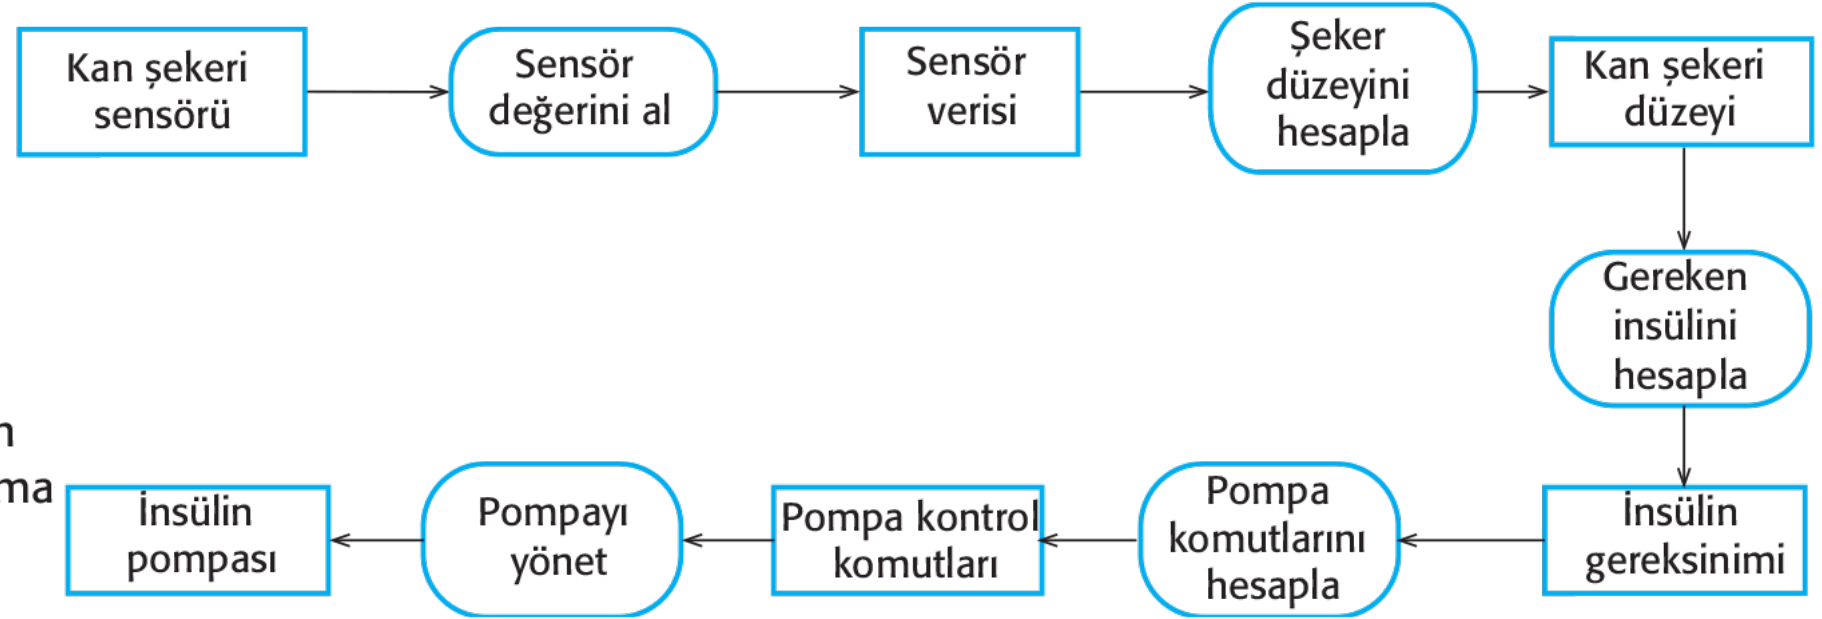 Kan şekeri
sensörü
Sensör
değerini al
Sensör
verisi
Şeker
düzeyini
hesapla
Kan şekeri
düzeyi
Gereken
insülini
hesapla
İnsülin
gereksinimi
Pompa
komutlarını
hesapla
Pompa kontrol
komutları
Pompayı
yönet
İnsülin
pompası
n
ma